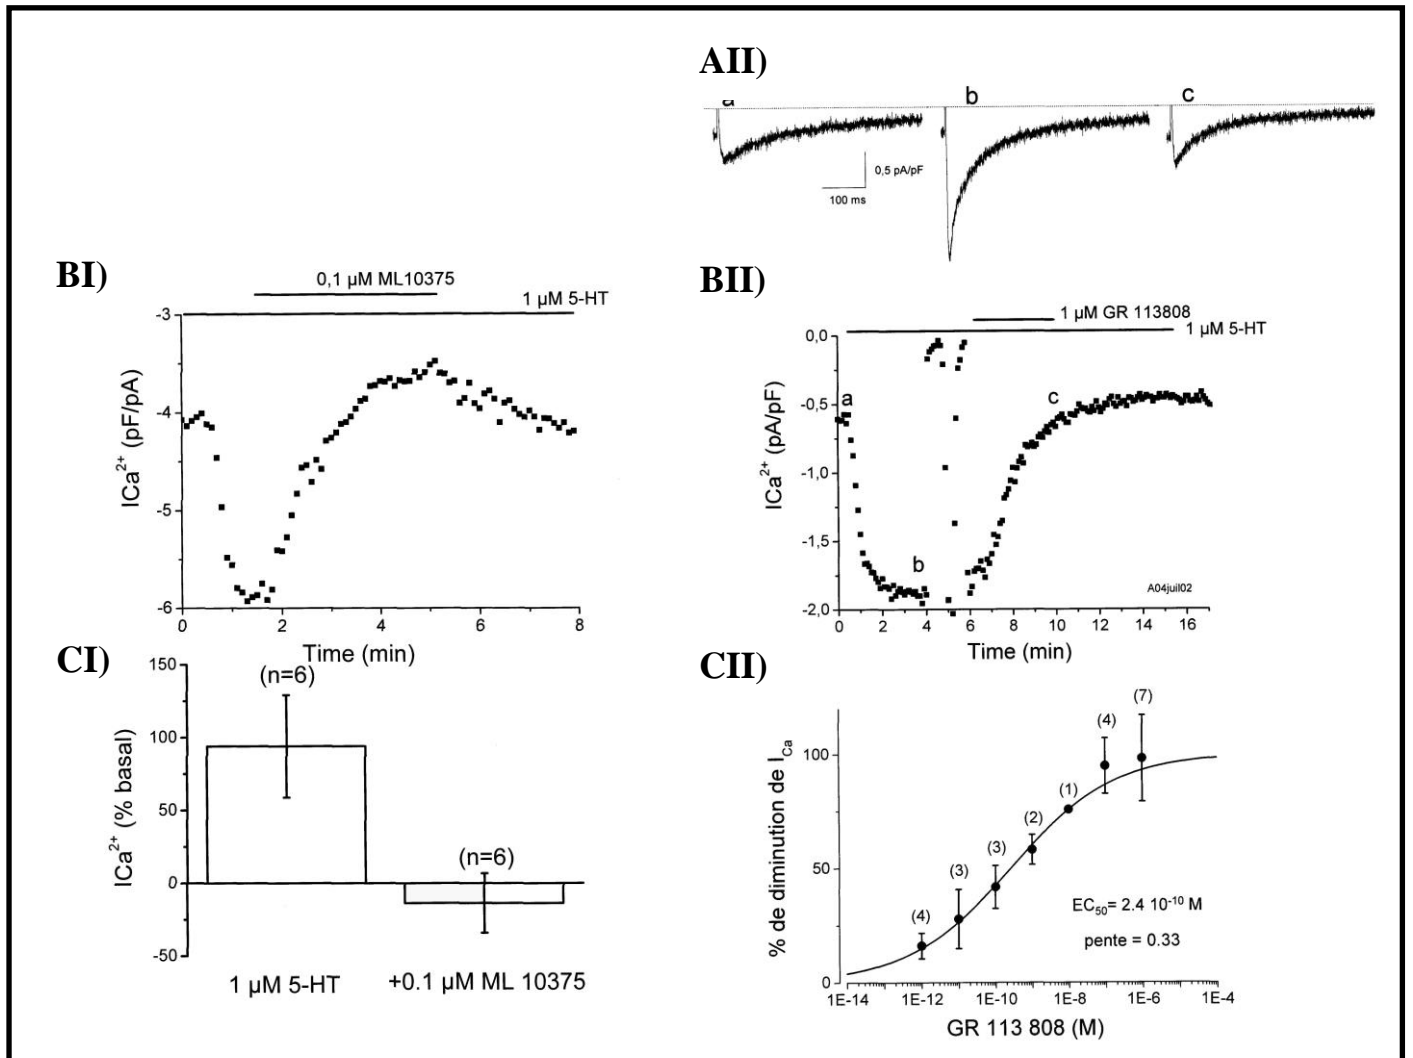 AII)
a
b
c
0,5 pA/pF
100 ms
BI)
0,1 µM ML10375
1 µM 5-HT
-3
-4
-5
-6
ICa2+ (pF/pA)
0
2
4
6
8
Time (min)
BII)
1 µM GR 113808
1 µM 5-HT
0,0
-0,5
-1,0
-1,5
-2,0
ICa2+ (pA/pF)
a
b
c
A04juil02
0
2
4
6
8
10
12
14
16
Time (min)
CI)
150
100
50
0
-50
ICa2+ (% basal)
(n=6)
(n=6)
1 µM 5-HT
+0.1 µM ML 10375
CII)
% de diminution de ICa
100
50
0
(4)
(3)
(3)
(2)
(1)
(4)
(7)
EC50= 2.4 10-10 M
pente = 0.33
1E-14
1E-12
1E-10
1E-8
1E-6
1E-4
GR 113 808 (M)